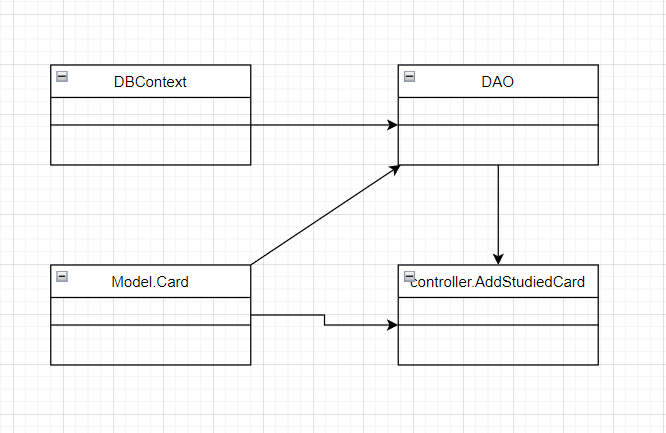 DBContext
DAO
Model.Card
controller.AddStudiedCard